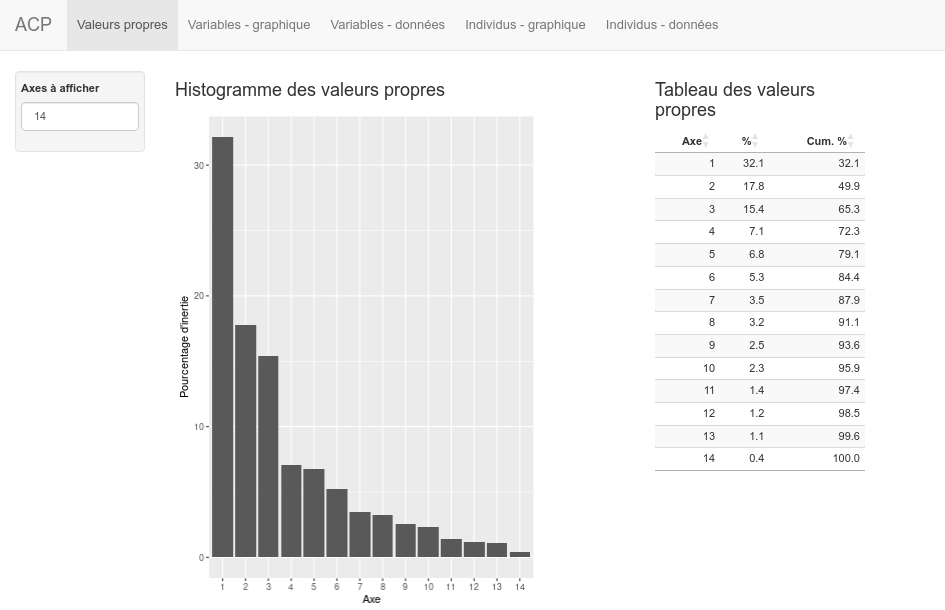 ACP Valeurs propres Variables - graphique Variables - données Individus - graphique Individus - données
Axes à afficher
14
Histogramme des valeurs propres
30
20
10
0
Pourcentage d'inertie
1 2 3 4 5 6 7 8 9 10 11 12 13 14
Axe
Tableau des valeurs
propres
Axe % Cum. %
1 32.1 32.1
2 17.8 49.9
3 15.4 65.3
4 7.1 72.3
5 6.8 79.1
6 5.3 84.4
7 3.5 87.9
8 3.2 91.1
9 2.5 93.6
10 2.3 95.9
11 1.4 97.4
12 1.2 98.5
13 1.1 99.6
14 0.4 100.0